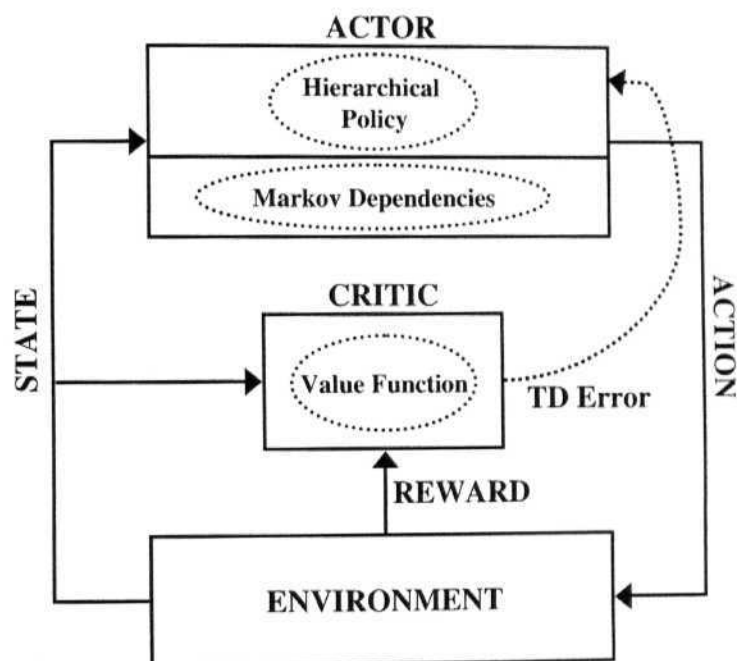 ACTOR
Hierarchical
Policy
Markov Dependencies
STATE
CRITIC
ACTION
Value Function
TD Error
REWARD
ENVIRONMENT